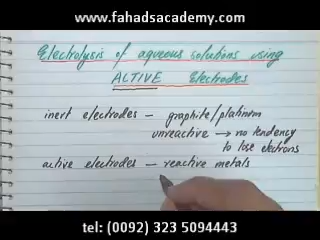 www.fahadsacademy.com
Electrolysis of aqueous solutions using
ACTIVE Electrodes
inert electrodes – graphite/platinum
unreactive → no tendency
to lose electrons
active electrodes – reactive metals
tel: (0092) 323 5094443